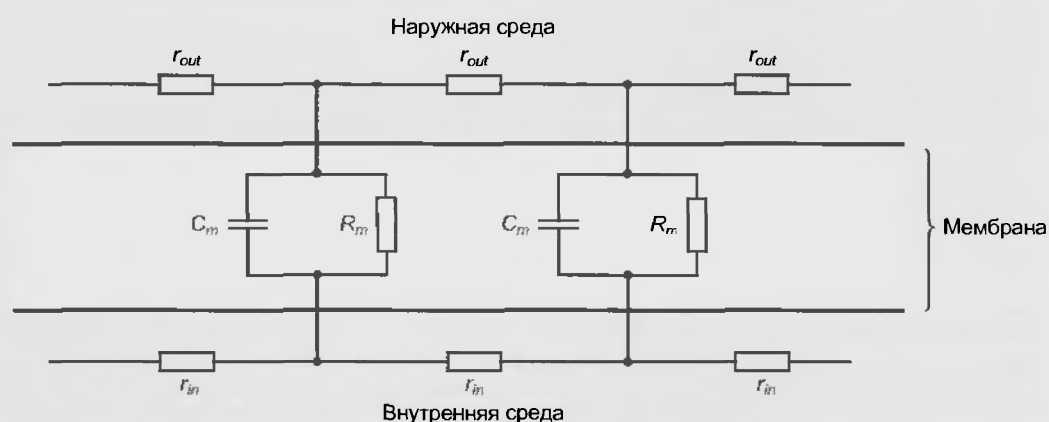 Наружная среда
r_out r_out r_out
C_m R_m C_m R_m
Мембрана
r_in r_in r_in
Внутренняя среда